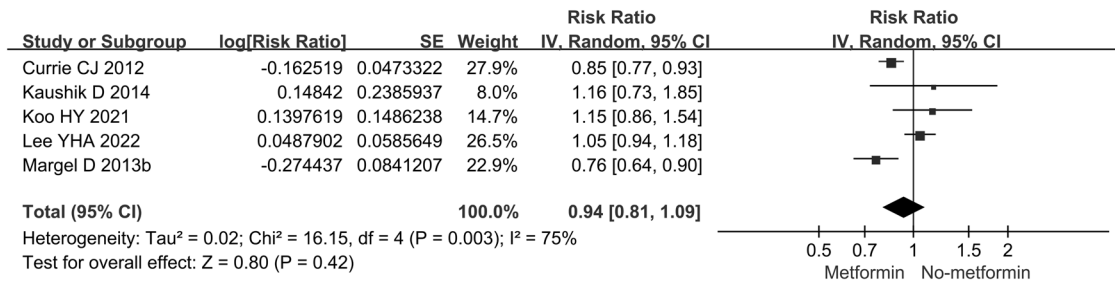 Risk Ratio Risk Ratio
Study or Subgroup log[Risk Ratio] SE Weight IV, Random, 95% CI IV, Random, 95% CI
Currie CJ 2012 -0.162519 0.0473322 27.9% 0.85 [0.77, 0.93]
Kaushik D 2014 0.14842 0.2385937 8.0% 1.16 [0.73, 1.85]
Koo HY 2021 0.1397619 0.1486238 14.7% 1.15 [0.86, 1.54]
Lee YHA 2022 0.0487902 0.0585649 26.5% 1.05 [0.94, 1.18]
Margel D 2013b -0.274437 0.0841207 22.9% 0.76 [0.64, 0.90]
Total (95% CI) 100.0% 0.94 [0.81, 1.09]
Heterogeneity: Tau² = 0.02; Chi² = 16.15, df = 4 (P = 0.003); I² = 75%
Test for overall effect: Z = 0.80 (P = 0.42)
0.5 0.7 1 1.5 2
Metformin No-metformin